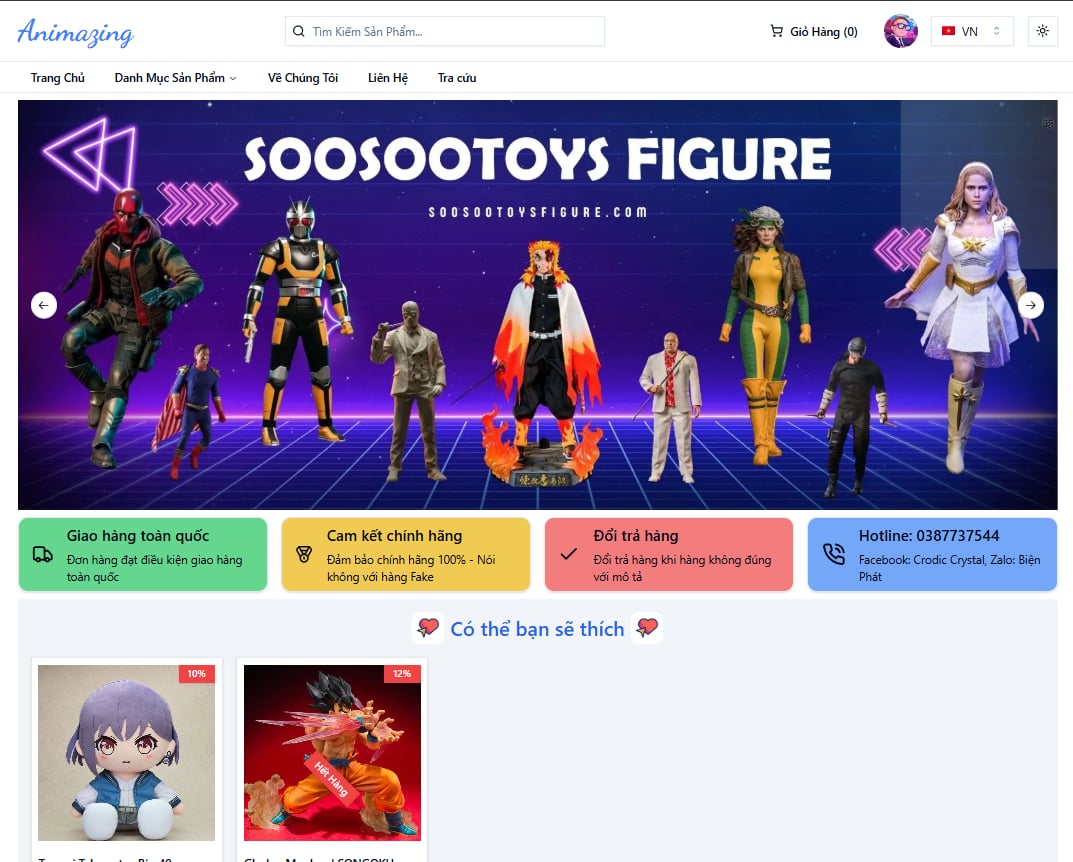 Animazing
Tìm Kiếm Sản Phẩm...
Giỏ Hàng (0)
VN
Trang Chủ
Danh Mục Sản Phẩm
Về Chúng Tôi
Liên Hệ
Tra cứu
SOOSOOTOYS FIGURE
SOOSOOTOYSFIGURE.COM
Giao hàng toàn quốc
Đơn hàng đạt điều kiện giao hàng
toàn quốc
Cam kết chính hãng
Đảm bảo chính hãng 100% - Nói
không với hàng Fake
Đổi trả hàng
Đổi trả hàng khi hàng không đúng
với mô tả
Hotline: 0387737544
Facebook: Crodic Crystal, Zalo: Biện
Phát
Có thể bạn sẽ thích
10%
12%
Hết Hàng